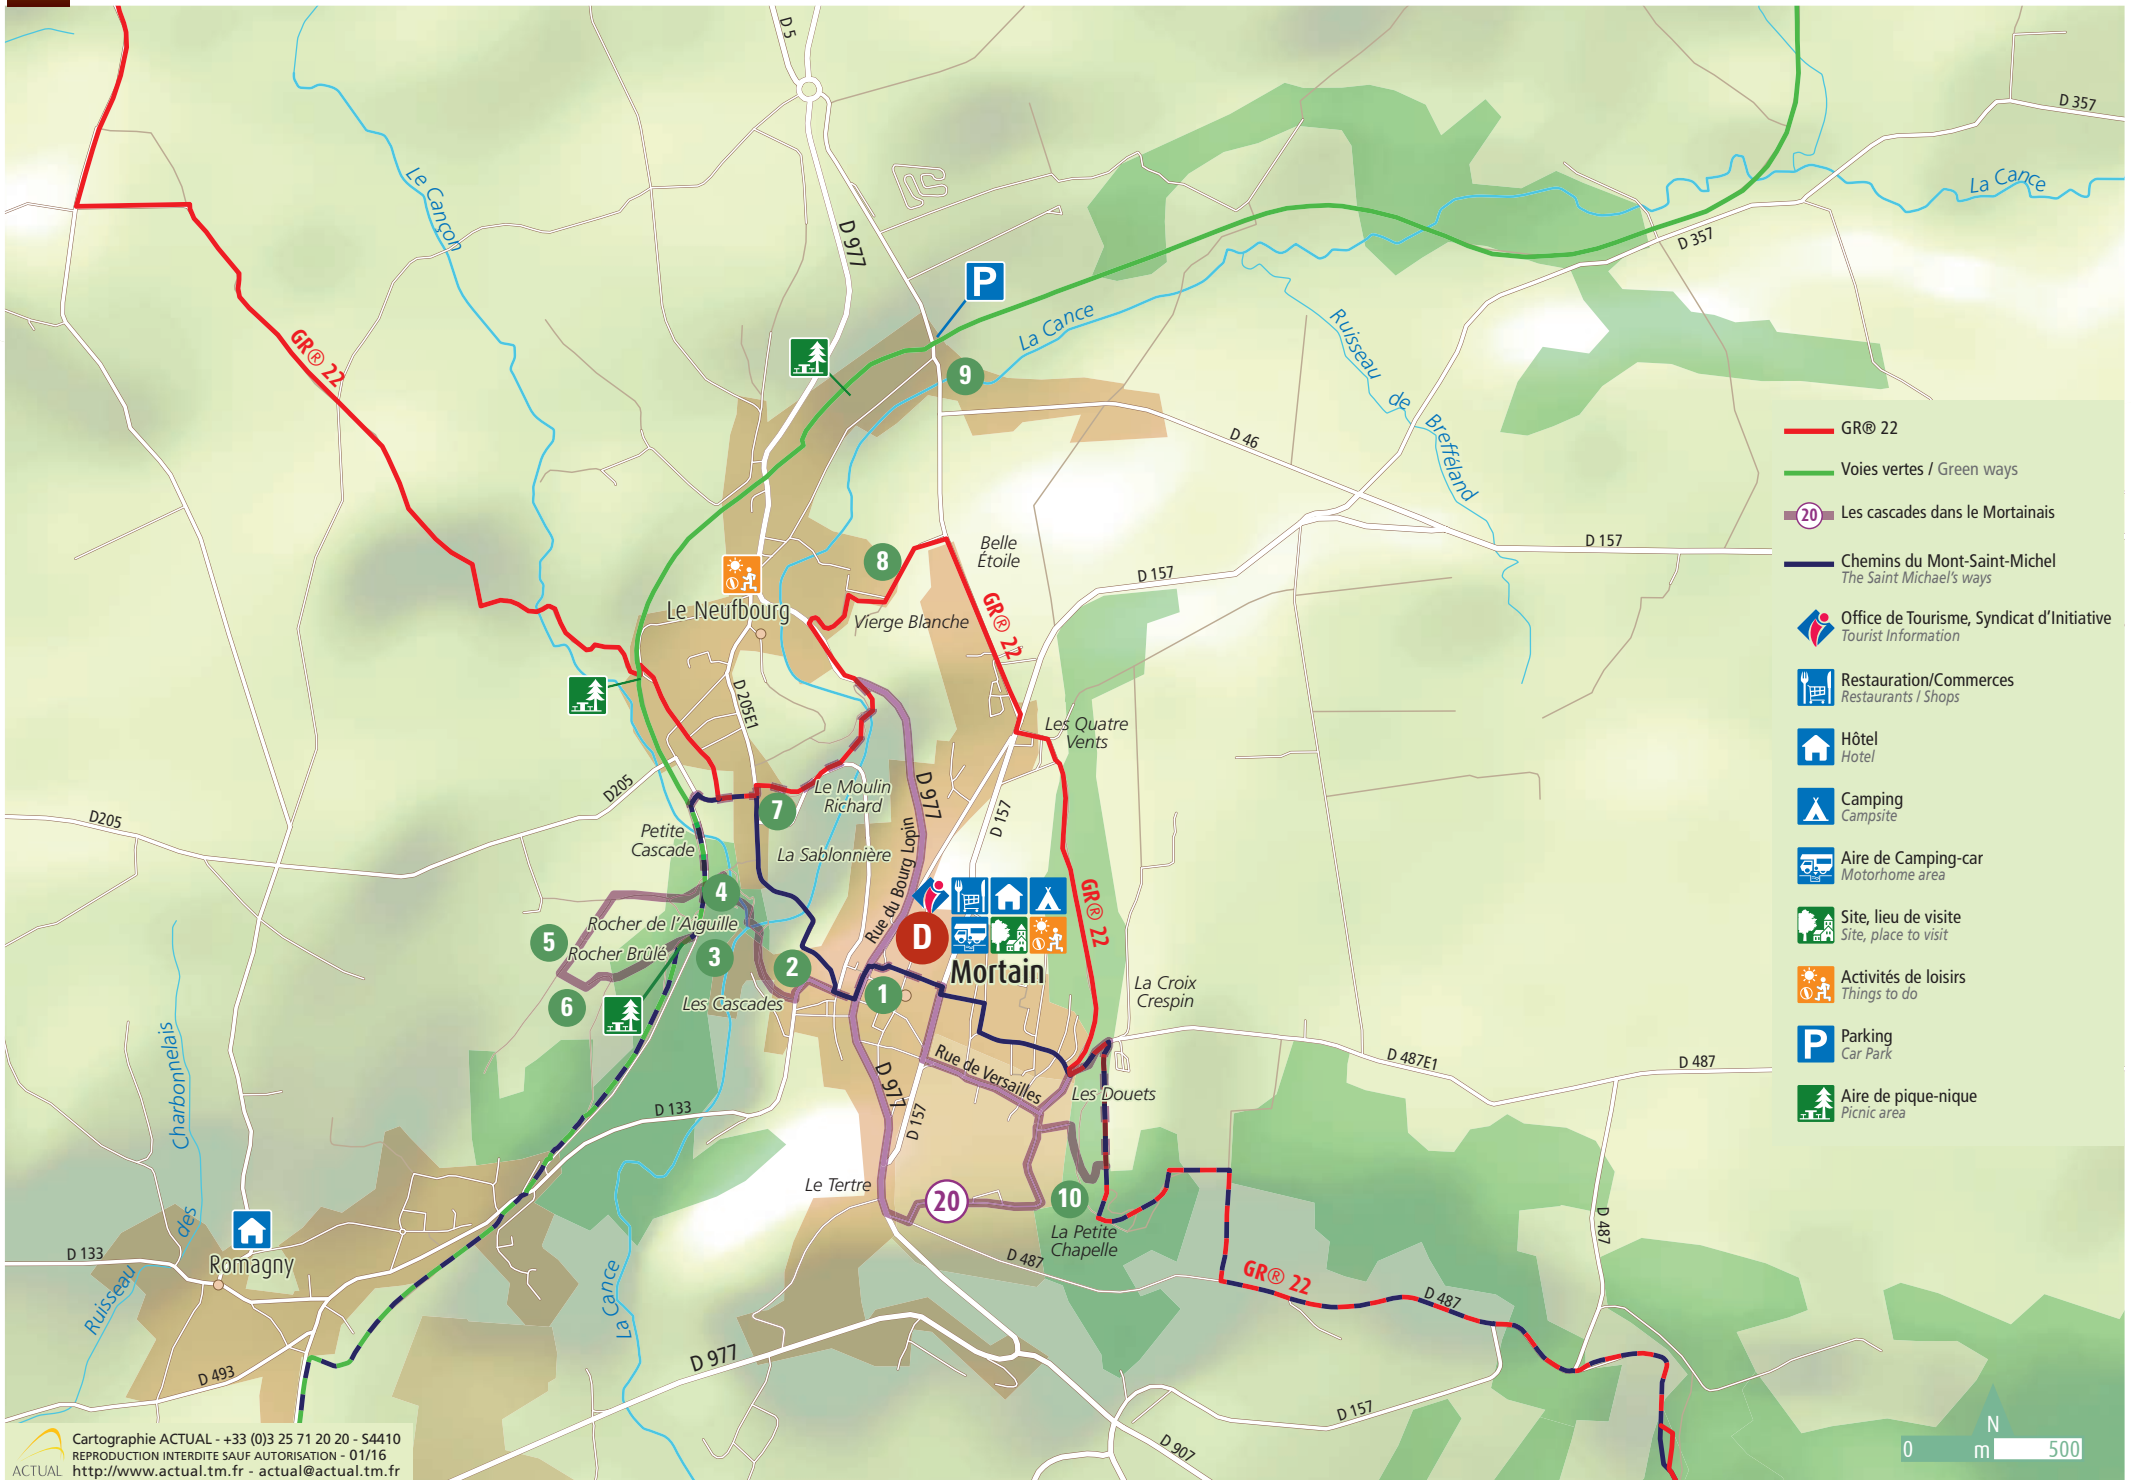 D 5
D 357
Le Cançon
La Cance
D 977
D 357
P
La Cance
GR® 22
Ruisseau de Breffeland
9
D 46
D 157
Belle
Étoile
8
D 157
GR® 22
Le Neufbourg
Vierge Blanche
D 205E1
Les Quatre
Vents
D205
D205
Le Moulin
Richard
7
D 977
D 157
Petite
Cascade
La Sablonnière
Rue du Bourg Lopin
4
GR® 22
Rocher de l'Aiguille
5
Rocher Brûlé
3
2
D
Mortain
1
6
Les Cascades
La Croix
Crespin
Ruisseau des Charbonnelais
D 977
Rue de Versailles
D 487E1
D 487
Les Douets
D 133
D 157
Le Tertre
20
10
La Petite
Chapelle
D 487
D 487
D 133
Romagny
La Cance
GR® 22
D 487
D 977
D 493
D 157
D 907
GR® 22
Voies vertes / Green ways
20
Les cascades dans le Mortainais
Chemins du Mont-Saint-Michel
The Saint Michael's ways
Office de Tourisme, Syndicat d'Initiative
Tourist Information
Restauration/Commerces
Restaurants / Shops
Hôtel
Hotel
Camping
Campsite
Aire de Camping-car
Motorhome area
Site, lieu de visite
Site, place to visit
Activités de loisirs
Things to do
P
Parking
Car Park
Aire de pique-nique
Picnic area
N
0 m 500
Cartographie ACTUAL - +33 (0)3 25 71 20 20 - S4410
REPRODUCTION INTERDITE SAUF AUTORISATION - 01/16
ACTUAL http://www.actual.tm.fr - actual@actual.tm.fr